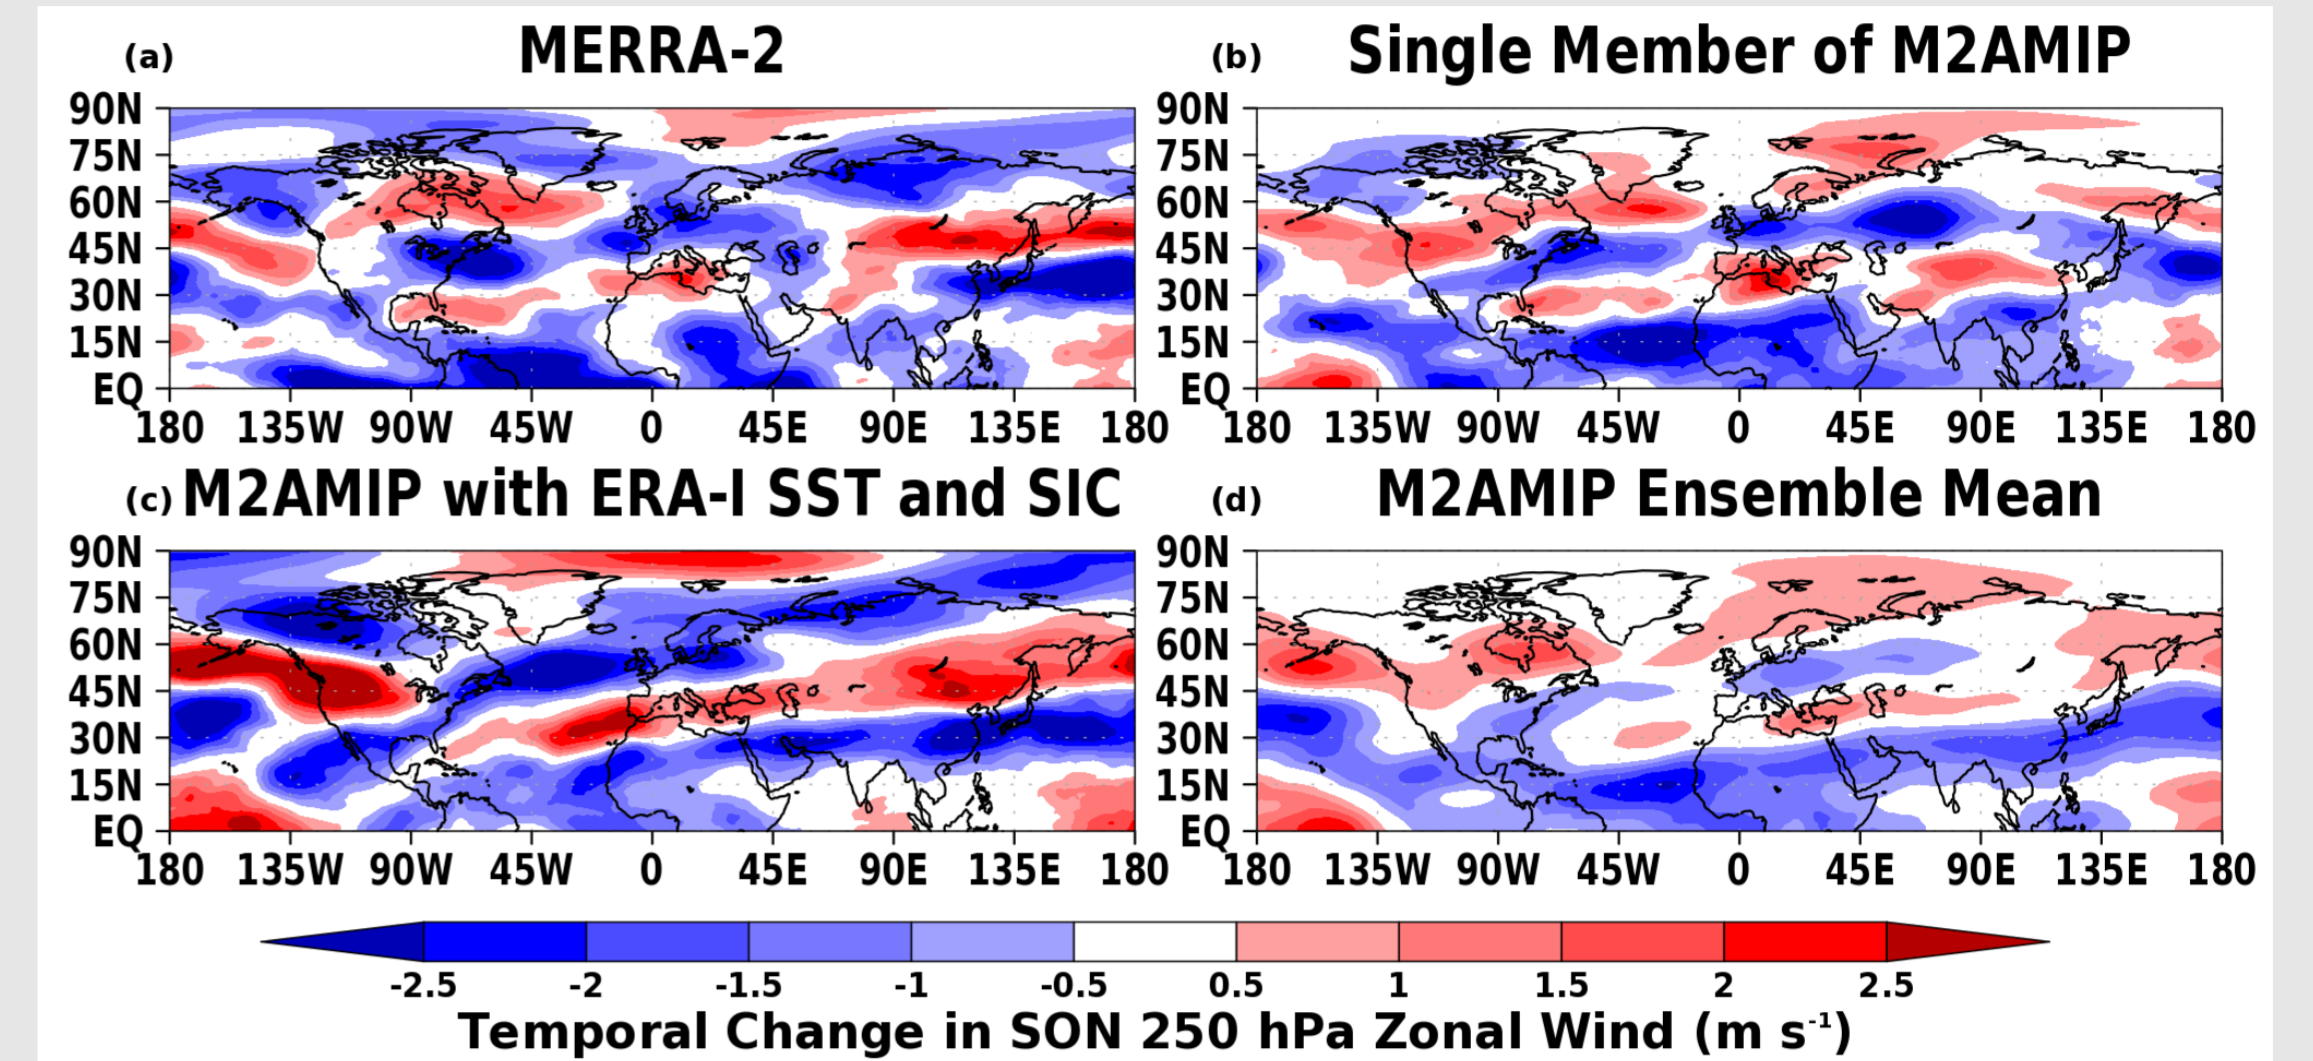 (a) MERRA-2
90N
75N
60N
45N
30N
15N
EQ
180 135W 90W 45W 0 45E 90E 135E 180
(b) Single Member of M2AMIP
90N
75N
60N
45N
30N
15N
EQ
180 135W 90W 45W 0 45E 90E 135E 180
(c) M2AMIP with ERA-I SST and SIC
90N
75N
60N
45N
30N
15N
EQ
180 135W 90W 45W 0 45E 90E 135E 180
(d) M2AMIP Ensemble Mean
90N
75N
60N
45N
30N
15N
EQ
180 135W 90W 45W 0 45E 90E 135E 180
-2.5 -2 -1.5 -1 -0.5 0.5 1 1.5 2 2.5
Temporal Change in SON 250 hPa Zonal Wind (m s⁻¹)